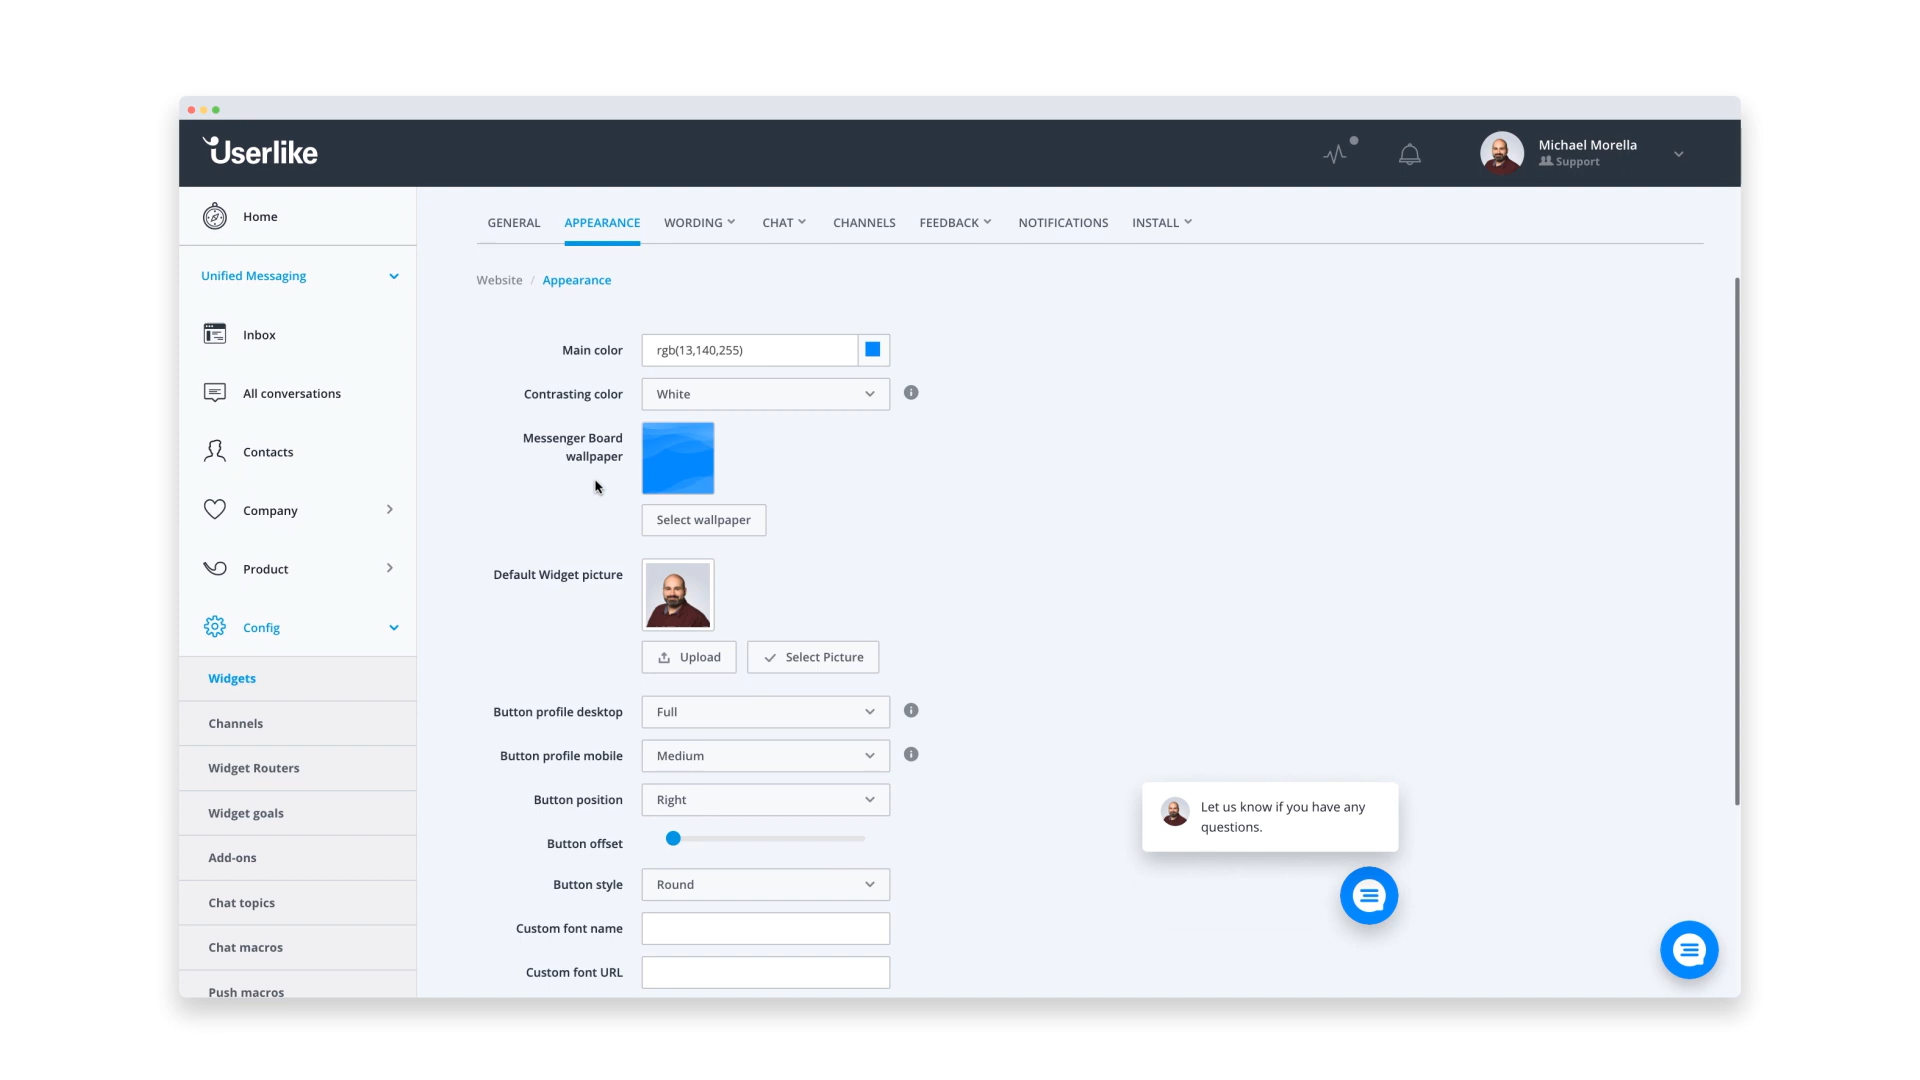 Userlike
Michael Morella
Support
Home
Unified Messaging
Inbox
All conversations
Contacts
Company
Product
Config
Widgets
Channels
Widget Routers
Widget goals
Add-ons
Chat topics
Chat macros
Push macros
GENERAL APPEARANCE WORDING CHAT CHANNELS FEEDBACK NOTIFICATIONS INSTALL
Website / Appearance
Main color rgb(13,140,255)
Contrasting color White
Messenger Board
wallpaper
Select wallpaper
Default Widget picture
Upload Select Picture
Button profile desktop Full
Button profile mobile Medium
Button position Right
Button offset
Button style Round
Custom font name
Custom font URL
Let us know if you have any
questions.